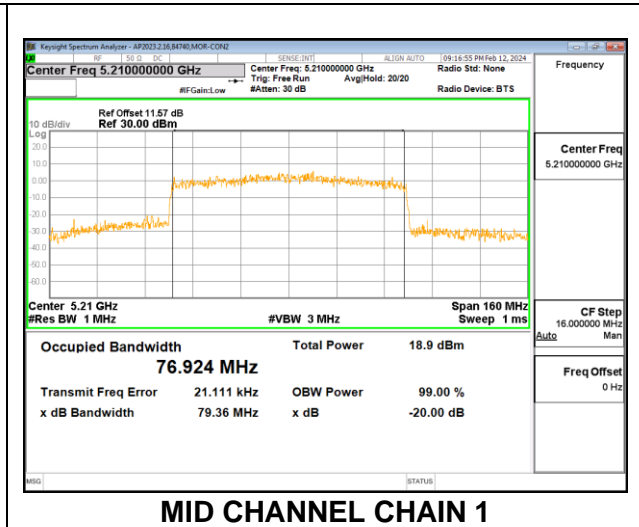 Keysight Spectrum Analyzer - AP2023.2.16,84740,MOR-CON2
RF 50 Ω DC SENSE:INT ALIGN AUTO 09:16:55 PM Feb 12, 2024
Center Freq 5.210000000 GHz Center Freq: 5.210000000 GHz Radio Std: None
Trig: Free Run Avg|Hold: 20/20
#IFGain:Low #Atten: 30 dB Radio Device: BTS
Frequency
Ref Offset 11.57 dB
10 dB/div Ref 30.00 dBm
Log
20.0
10.0
0.00
-10.0
-20.0
-30.0
-40.0
-50.0
-60.0
Center 5.21 GHz Span 160 MHz
#Res BW 1 MHz #VBW 3 MHz Sweep 1 ms
Center Freq
5.210000000 GHz
CF Step
16.000000 MHz
Auto Man
Freq Offset
0 Hz
Occupied Bandwidth Total Power 18.9 dBm
76.924 MHz
Transmit Freq Error 21.111 kHz OBW Power 99.00 %
x dB Bandwidth 79.36 MHz x dB -20.00 dB
MSG STATUS
MID CHANNEL CHAIN 1